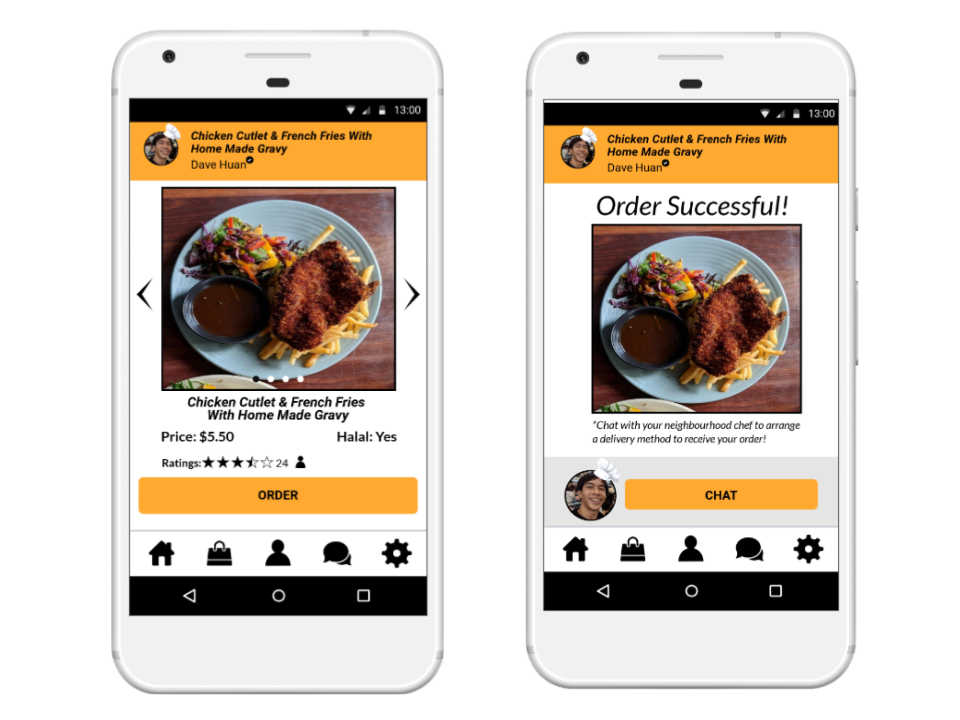 13:00
Chicken Cutlet & French Fries With
Home Made Gravy
Dave Huan
Chicken Cutlet & French Fries
With Home Made Gravy
Price: $5.50
Halal: Yes
Ratings: 24
ORDER
13:00
Chicken Cutlet & French Fries With
Home Made Gravy
Dave Huan
Order Successful!
*Chat with your neighbourhood chef to arrange
a delivery method to receive your order!
CHAT